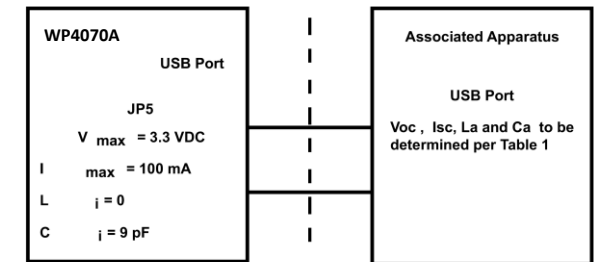 WP4070A
USB Port
JP5
V max = 3.3 VDC
I max = 100 mA
L i = 0
C i = 9 pF
Associated Apparatus
USB Port
Voc , Isc, La and Ca to be
determined per Table 1